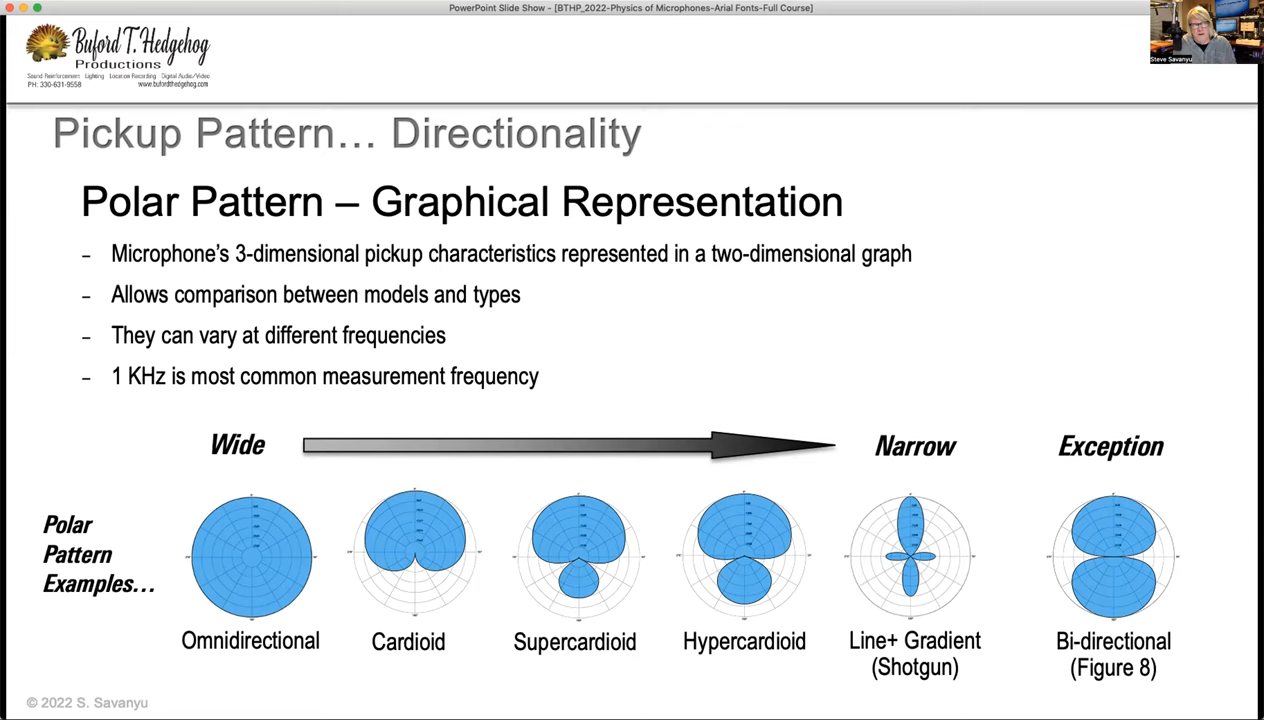 PowerPoint Slide Show - [BTHP_2022-Physics of Microphones-Arial Fonts-Full Course]
Buford T. Hedgehog
Productions
Sound Reinforcement Lighting Location Recording Digital Audio/Video
PH: 330-631-9558 www.bufordthedgehog.com
Steve Savanyu
Pickup Pattern... Directionality
Polar Pattern – Graphical Representation
– Microphone's 3-dimensional pickup characteristics represented in a two-dimensional graph
– Allows comparison between models and types
– They can vary at different frequencies
– 1 KHz is most common measurement frequency
Wide Narrow Exception
Polar
Pattern
Examples...
Omnidirectional Cardioid Supercardioid Hypercardioid Line+ Gradient Bi-directional
(Shotgun) (Figure 8)
© 2022 S. Savanyu